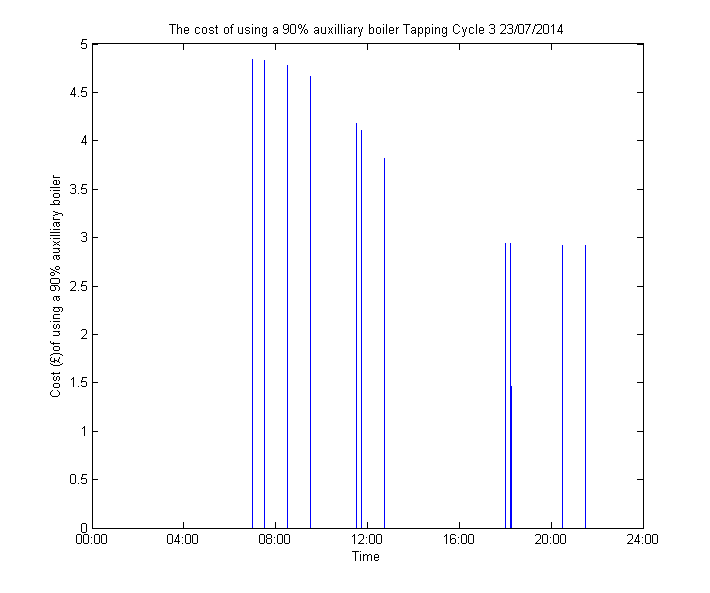 The cost of using a 90% auxilliary boiler Tapping Cycle 3 23/07/2014
Cost (£)of using a 90% auxilliary boiler
5
4.5
4
3.5
3
2.5
2
1.5
1
0.5
0
00:00 04:00 08:00 12:00 16:00 20:00 24:00
Time